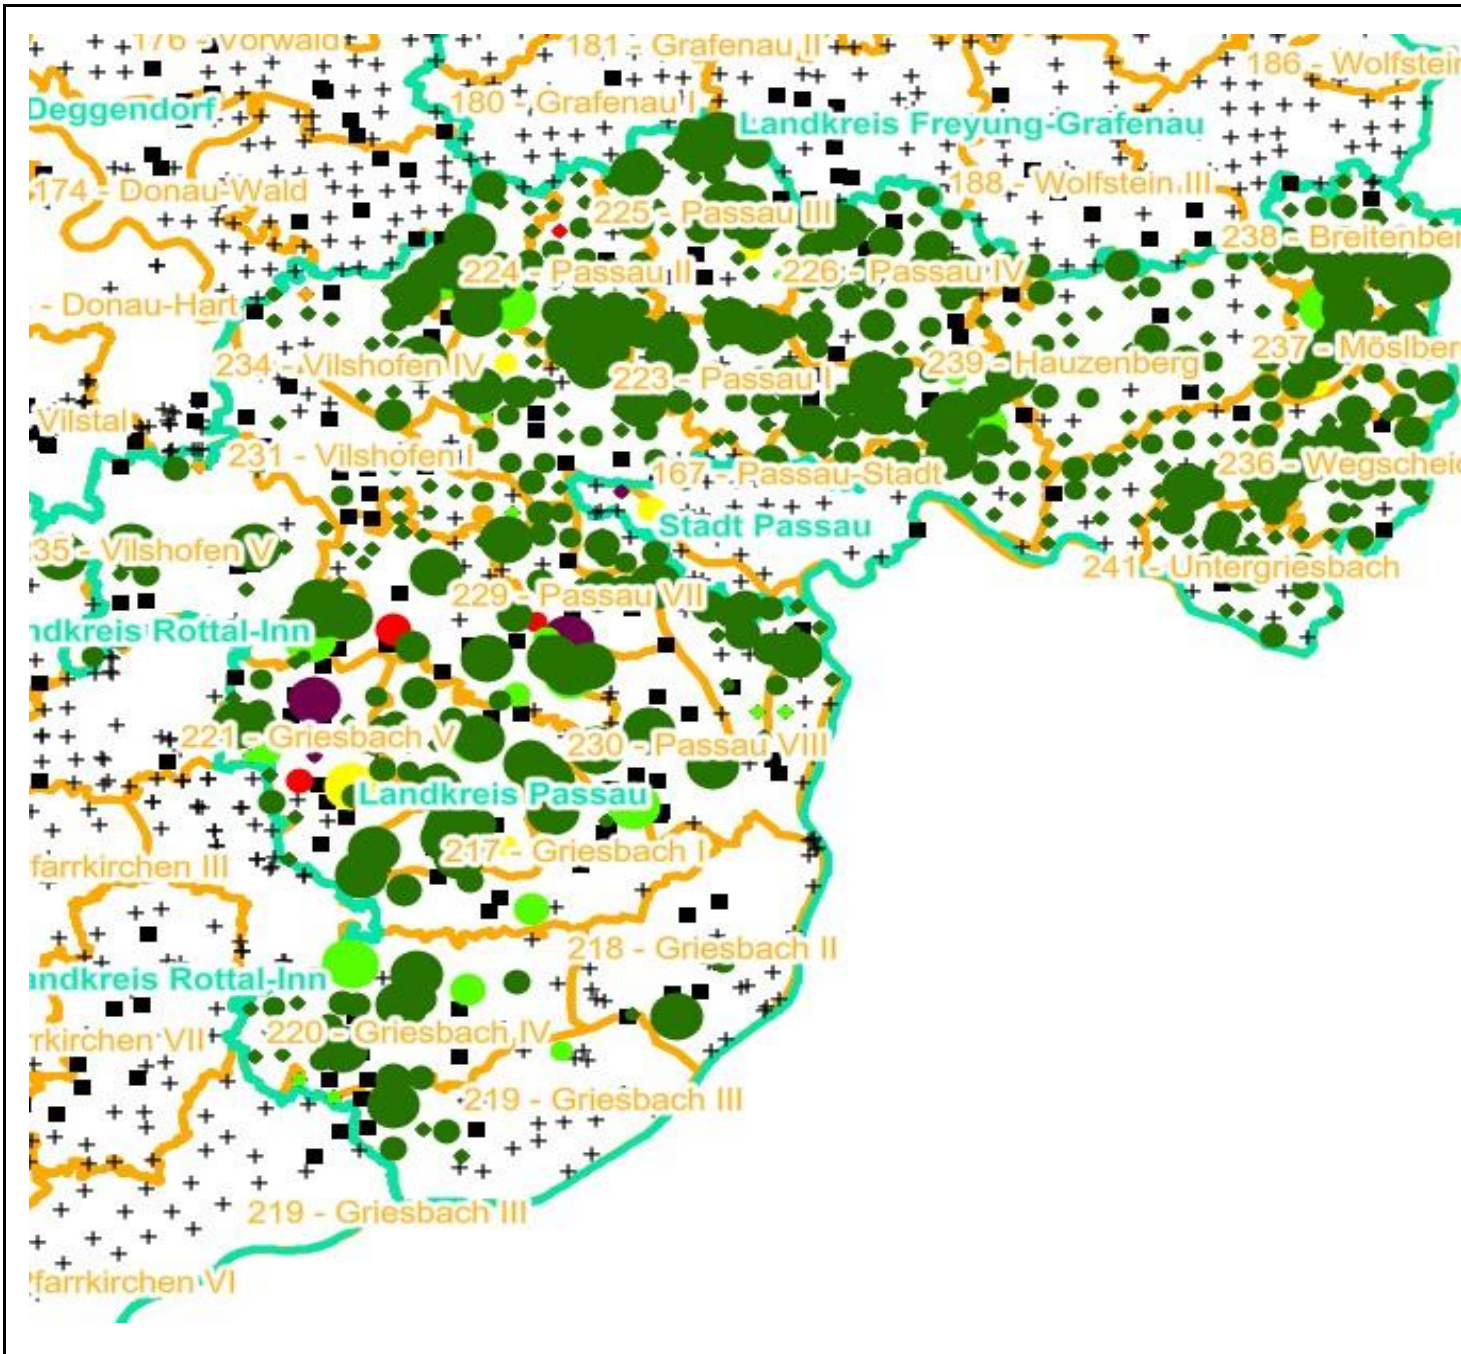 176 - Vorwald
181 - Grafenau II
186 - Wolfstein
180 - Grafenau I
Deggendorf
Landkreis Freyung-Grafenau
174 - Donau-Wald
188 - Wolfstein III
225 - Passau III
238 - Breitenber
224 - Passau II
226 - Passau IV
- Donau-Hart
234 - Vilshofen IV
223 - Passau I
239 - Hauzenberg
237 - Möslber
Vilstal
231 - Vilshofen I
167 - Passau-Stadt
236 - Wegscheid
Stadt Passau
35 - Vilshofen V
241 - Untergriesbach
229 - Passau VII
ndkreis Rottal-Inn
221 - Griesbach V
230 - Passau VIII
Landkreis Passau
217 - Griesbach I
farrkirchen III
218 - Griesbach II
andkreis Rottal-Inn
220 - Griesbach IV
rrkirchen VII
219 - Griesbach III
219 - Griesbach III
Pfarrkirchen VI